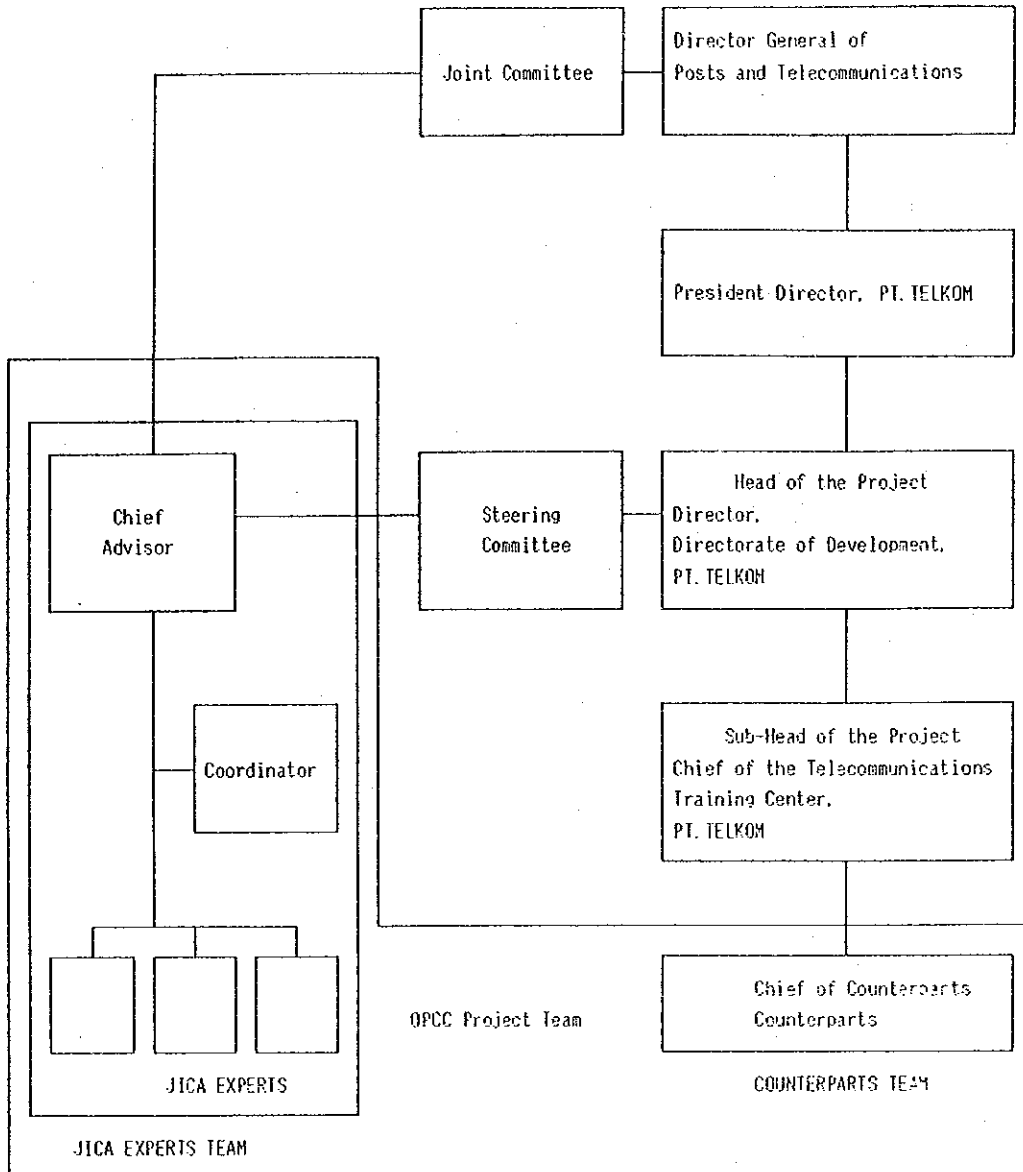 Joint Committee
Director General of
Posts and Telecommunications
President Director, PT. TELKOM
Chief
Advisor
Steering
Committee
Head of the Project
Director,
Directorate of Development,
PT. TELKOM
Coordinator
Sub-Head of the Project
Chief of the Telecommunications
Training Center,
PT. TELKOM
Chief of Counterparts
Counterparts
OPCC Project Team
JICA EXPERTS
COUNTERPARTS TEAM
JICA EXPERTS TEAM